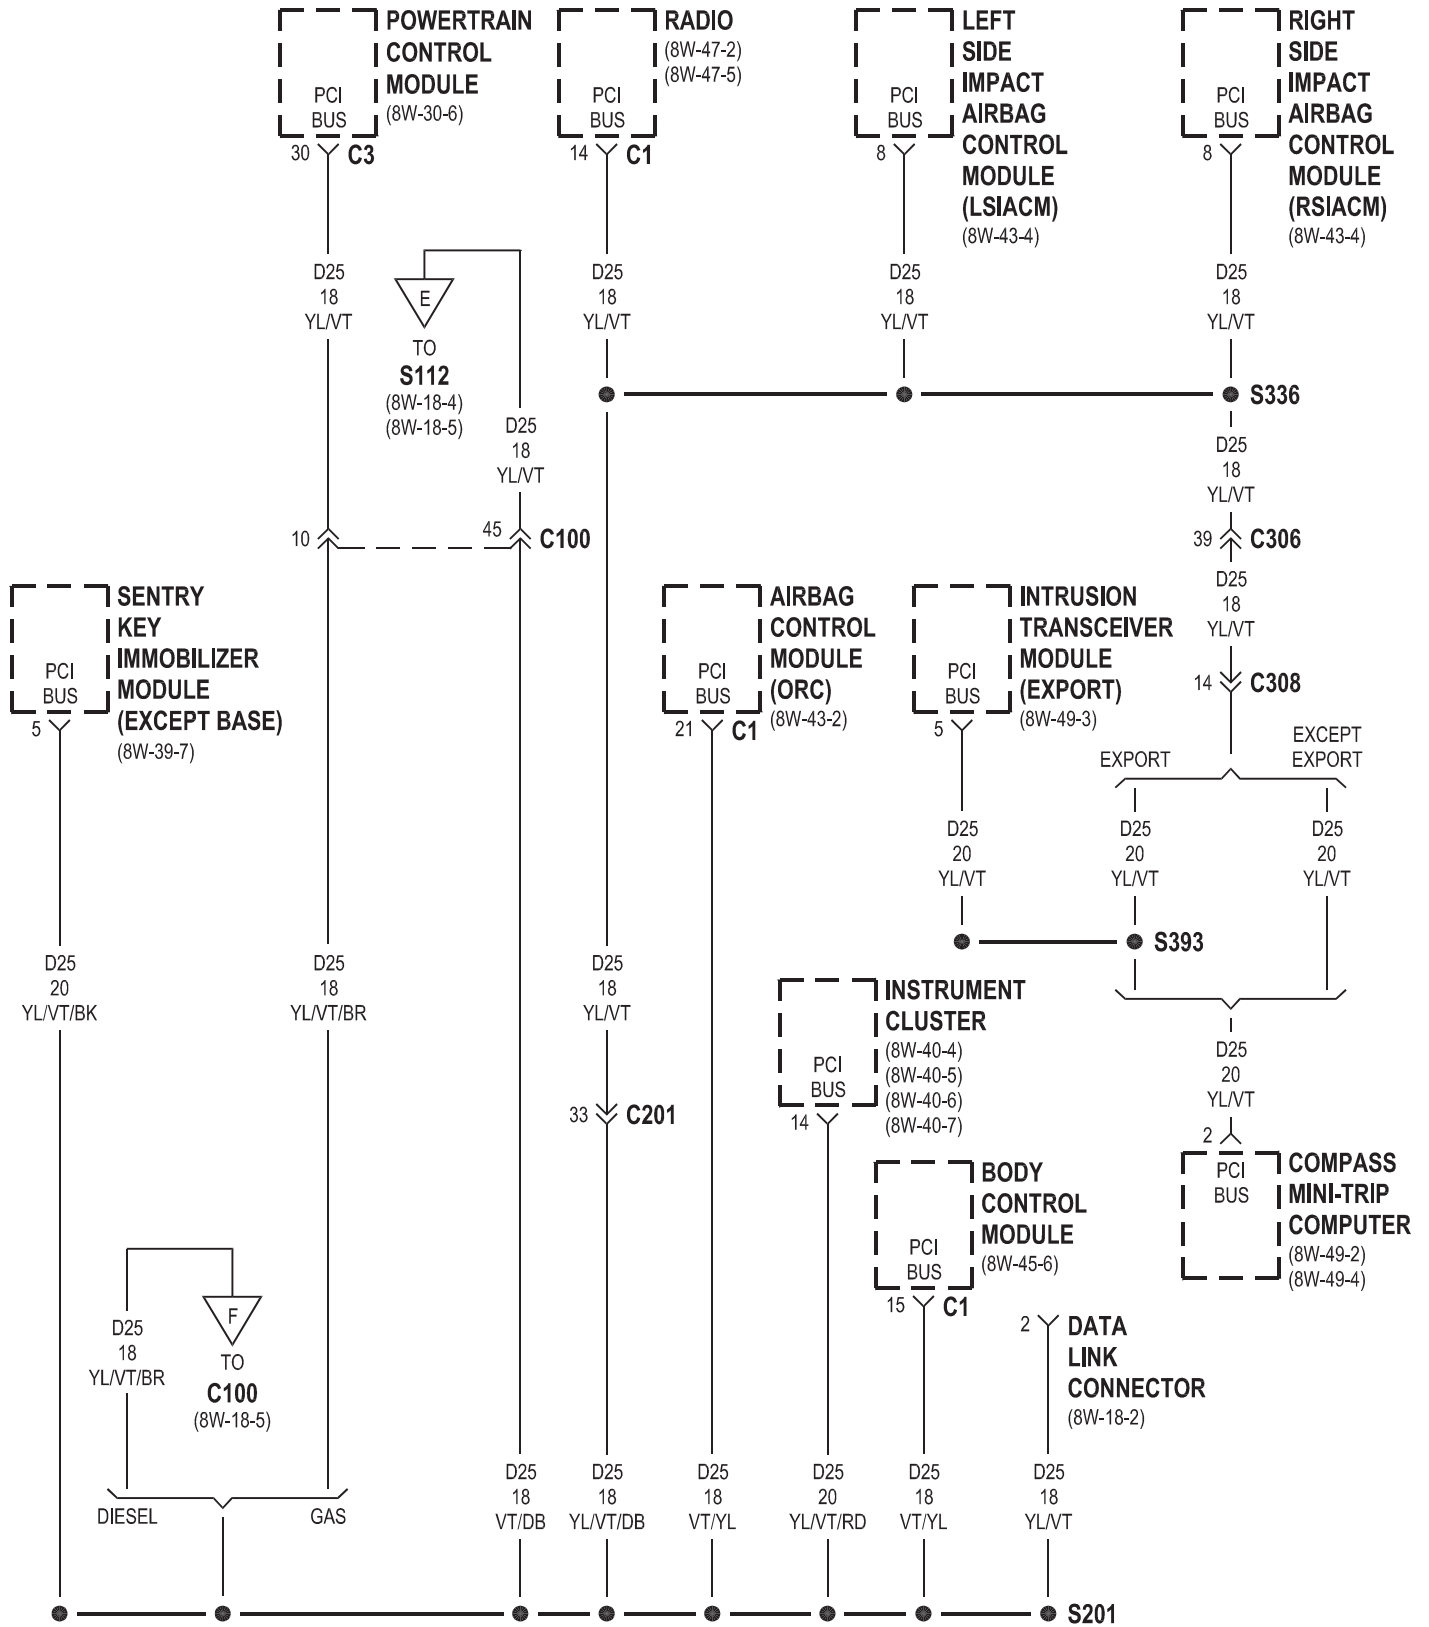 POWERTRAIN
CONTROL
MODULE
(8W-30-6)
PCI
BUS
30
C3
RADIO
(8W-47-2)
(8W-47-5)
PCI
BUS
14
C1
LEFT
SIDE
IMPACT
AIRBAG
CONTROL
MODULE
(LSIACM)
(8W-43-4)
PCI
BUS
8
RIGHT
SIDE
IMPACT
AIRBAG
CONTROL
MODULE
(RSIACM)
(8W-43-4)
PCI
BUS
8
D25
18
YL/VT
E
TO
S112
(8W-18-4)
(8W-18-5)
D25
18
YL/VT
D25
18
YL/VT
D25
18
YL/VT
D25
18
YL/VT
S336
D25
18
YL/VT
10
45
C100
39
C306
D25
18
YL/VT
14
C308
SENTRY
KEY
IMMOBILIZER
MODULE
(EXCEPT BASE)
(8W-39-7)
PCI
BUS
5
AIRBAG
CONTROL
MODULE
(ORC)
(8W-43-2)
PCI
BUS
21
C1
INTRUSION
TRANSCEIVER
MODULE
(EXPORT)
(8W-49-3)
PCI
BUS
5
EXPORT
EXCEPT
EXPORT
D25
20
YL/VT
D25
20
YL/VT
D25
20
YL/VT
S393
D25
20
YL/VT/BK
D25
18
YL/VT/BR
D25
18
YL/VT
33
C201
INSTRUMENT
CLUSTER
(8W-40-4)
(8W-40-5)
(8W-40-6)
(8W-40-7)
PCI
BUS
14
D25
20
YL/VT
2
PCI
BUS
COMPASS
MINI-TRIP
COMPUTER
(8W-49-2)
(8W-49-4)
BODY
CONTROL
MODULE
(8W-45-6)
PCI
BUS
15
C1
2
DATA
LINK
CONNECTOR
(8W-18-2)
D25
18
YL/VT/BR
F
TO
C100
(8W-18-5)
DIESEL
GAS
D25
18
VT/DB
D25
18
YL/VT/DB
D25
18
VT/YL
D25
20
YL/VT/RD
D25
18
VT/YL
D25
18
YL/VT
S201